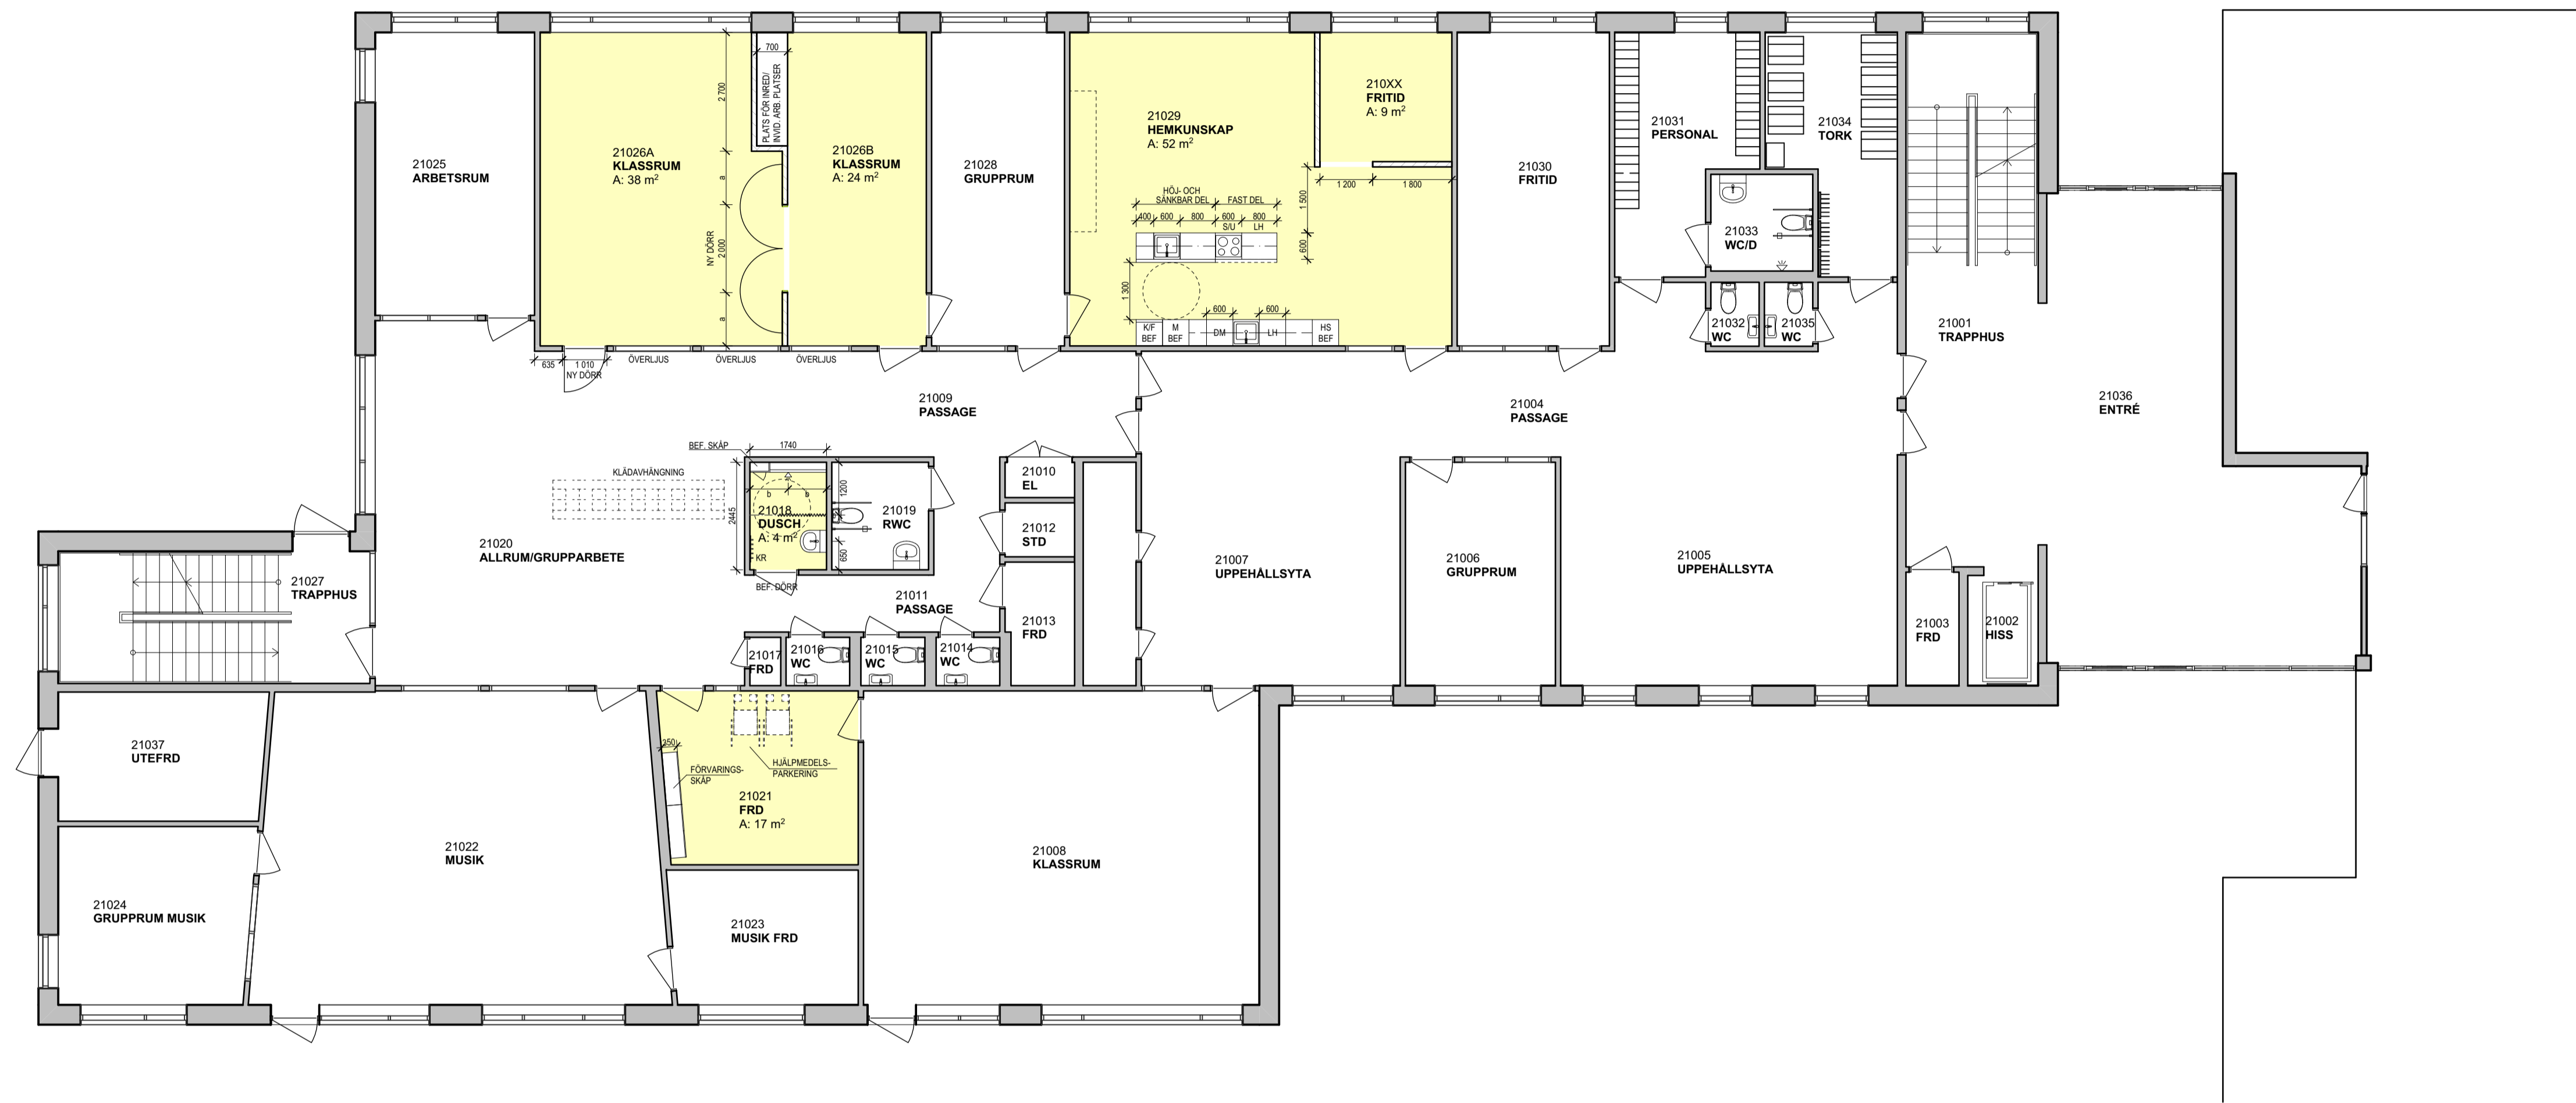 21025
ARBETSRUM
21026A
KLASSRUM
A: 38 m²
2 700
700
PLATS FÖR INRED/
INVID. ARB. PLATSER
a
NY DÖRR
2 000
a
21026B
KLASSRUM
A: 24 m²
21028
GRUPPRUM
21029
HEMKUNSKAP
A: 52 m²
210XX
FRITID
A: 9 m²
1 200
1 800
1 500
600
HÖJ- OCH
SÄNKBAR DEL
FAST DEL
400
600
800
600
800
S/U
LH
1 300
600
600
K/F
BEF
M
BEF
DM
LH
HS
BEF
21030
FRITID
21031
PERSONAL
21034
TORK
21033
WC/D
21032
WC
21035
WC
21001
TRAPPHUS
21036
ENTRÉ
635
1 010
NY DÖRR
ÖVERLJUS
ÖVERLJUS
ÖVERLJUS
21009
PASSAGE
21004
PASSAGE
BEF. SKÅP
1740
KLÄDAVHÄNGNING
2445
b
b
1200
21018
DUSCH
A: 4 m²
KR
650
BEF. DÖRR
21019
RWC
21010
EL
21012
STD
21013
FRD
21020
ALLRUM/GRUPPARBETE
21027
TRAPPHUS
21011
PASSAGE
21017
FRD
21016
WC
21015
WC
21014
WC
21007
UPPEHÅLLSYTA
21006
GRUPPRUM
21005
UPPEHÅLLSYTA
21003
FRD
21002
HISS
21037
UTEFRD
21024
GRUPPRUM MUSIK
21022
MUSIK
350
FÖRVARINGS-
SKÅP
HJÄLPMEDELS-
PARKERING
21021
FRD
A: 17 m²
21023
MUSIK FRD
21008
KLASSRUM